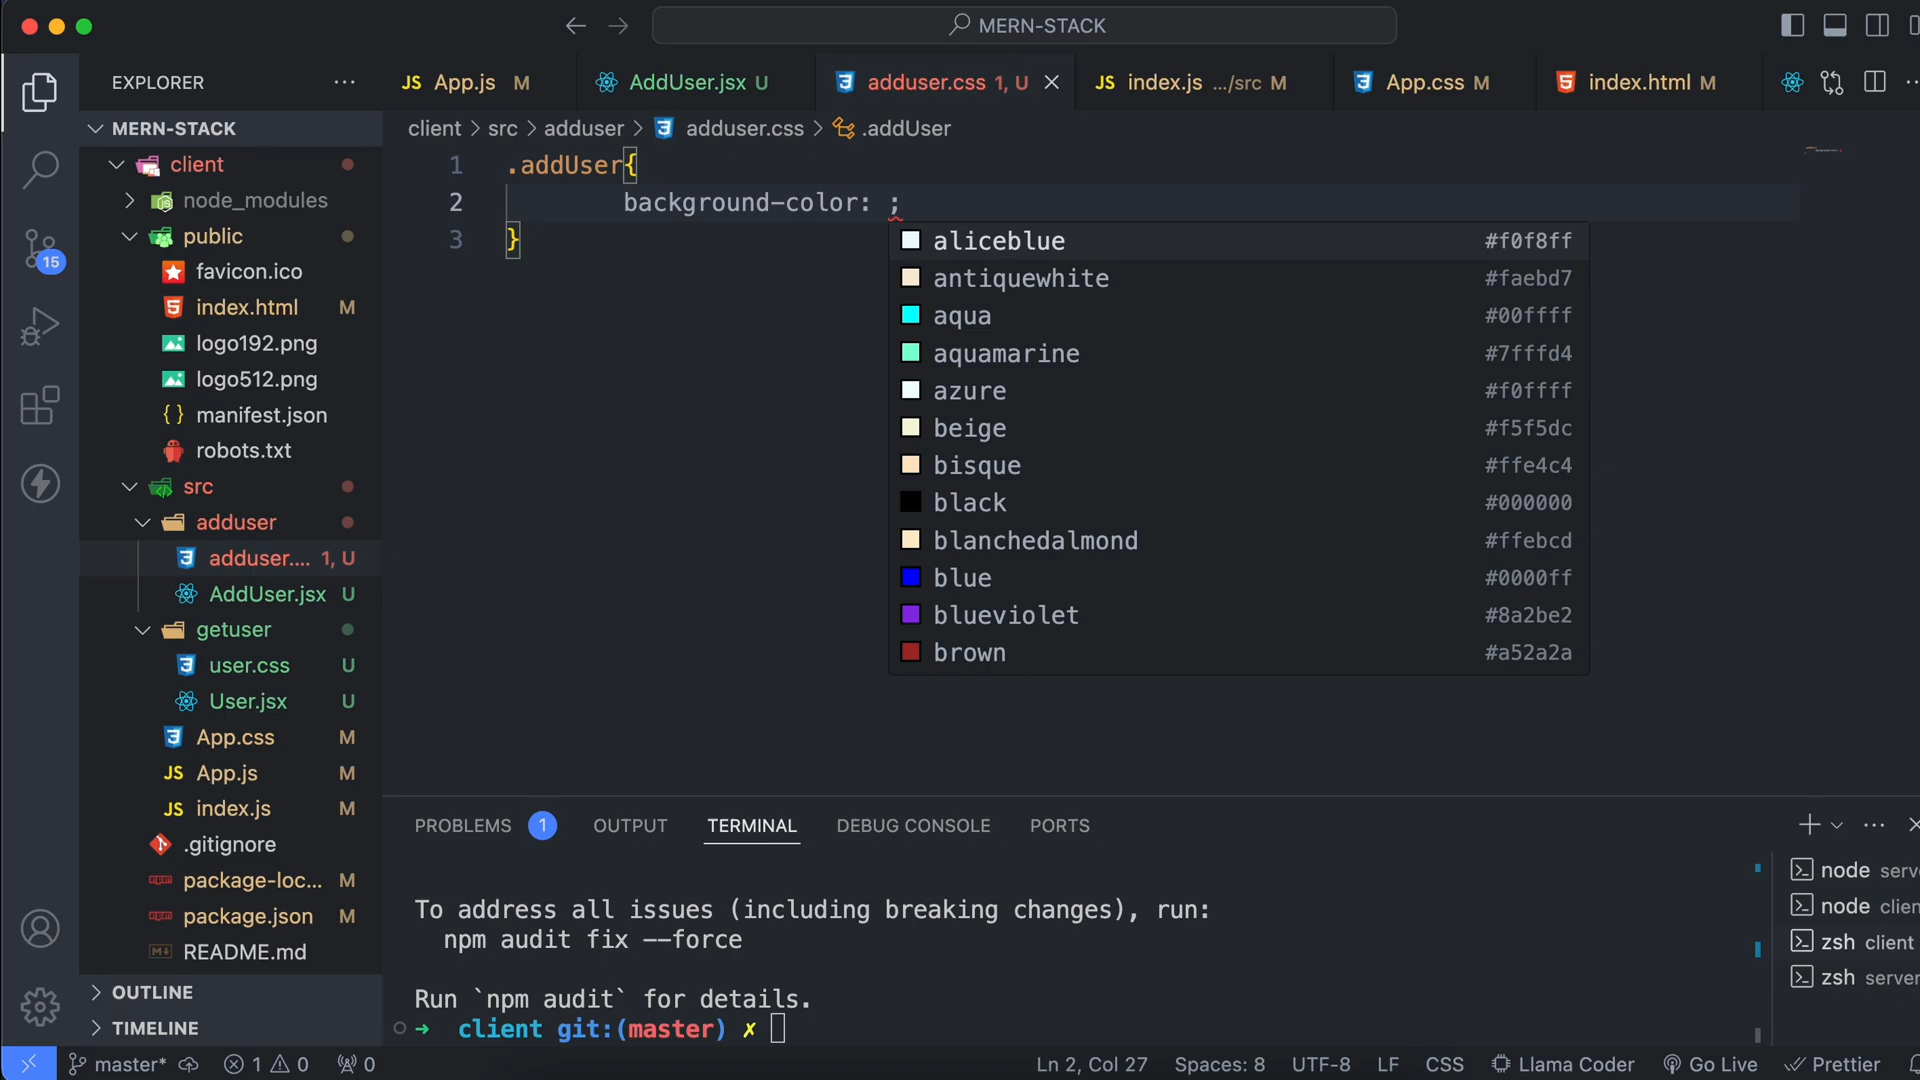 MERN-STACK
EXPLORER ···
JS App.js M
AddUser.jsx U
adduser.css 1, U
JS index.js .../src M
App.css M
index.html M
MERN-STACK
client
node_modules
public
favicon.ico
index.html M
logo192.png
logo512.png
{} manifest.json
robots.txt
src
adduser
adduser.... 1, U
AddUser.jsx U
getuser
user.css U
User.jsx U
App.css M
JS App.js M
JS index.js M
.gitignore
package-loc... M
package.json M
README.md
OUTLINE
TIMELINE
15
client > src > adduser > adduser.css > .addUser
1 .addUser{
2 background-color: ;
3 }
aliceblue #f0f8ff
antiquewhite #faebd7
aqua #00ffff
aquamarine #7fffd4
azure #f0ffff
beige #f5f5dc
bisque #ffe4c4
black #000000
blanchedalmond #ffebcd
blue #0000ff
blueviolet #8a2be2
brown #a52a2a
PROBLEMS 1 OUTPUT TERMINAL DEBUG CONSOLE PORTS
To address all issues (including breaking changes), run:
npm audit fix --force
Run `npm audit` for details.
➜ client git:(master) ✗
node serve
node clien
zsh client
zsh server
master* 1 0 0
Ln 2, Col 27 Spaces: 8 UTF-8 LF CSS Llama Coder Go Live Prettier